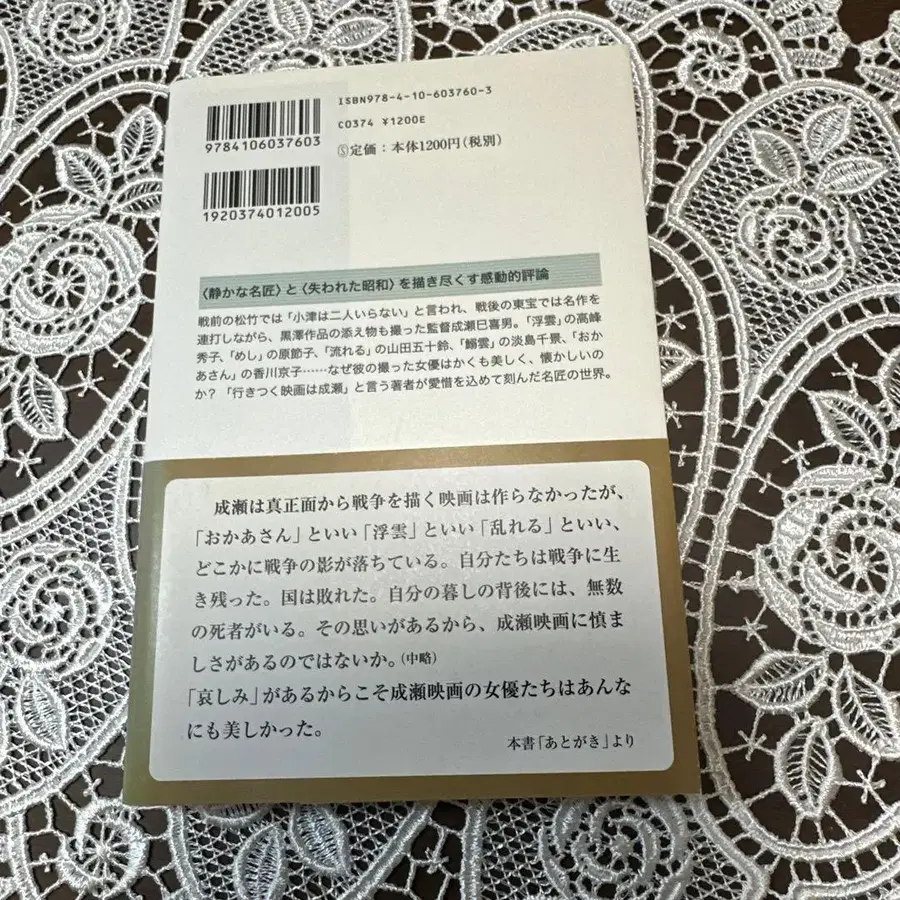 ISBN978-4-10-603760-3
C0374 ¥1200E
Ⓢ定価:本体1200円(税別)
9784106037603
1920374012005
〈静かな名匠〉と〈失われた昭和〉を描き尽くす感動的評論
戦前の松竹では「小津は二人いらない」と言われ、戦後の東宝では名作を
連打しながら、黒澤作品の添え物も撮った監督成瀬巳喜男。「浮雲」の高峰
秀子、「めし」の原節子、「流れる」の山田五十鈴、「鰯雲」の淡島千景、「おか
あさん」の香川京子……なぜ彼の撮った女優はかくも美しく、懐かしいの
か? 「行きつく映画は成瀬」と言う著者が愛惜を込めて刻んだ名匠の世界。
成瀬は真正面から戦争を描く映画は作らなかったが、
「おかあさん」といい「浮雲」といい「乱れる」といい、
どこかに戦争の影が落ちている。自分たちは戦争に生
き残った。国は敗れた。自分の暮しの背後には、無数
の死者がいる。その思いがあるから、成瀬映画に慎ま
しさがあるのではないか。(中略)
「哀しみ」があるからこそ成瀬映画の女優たちはあんな
にも美しかった。
本書「あとがき」より